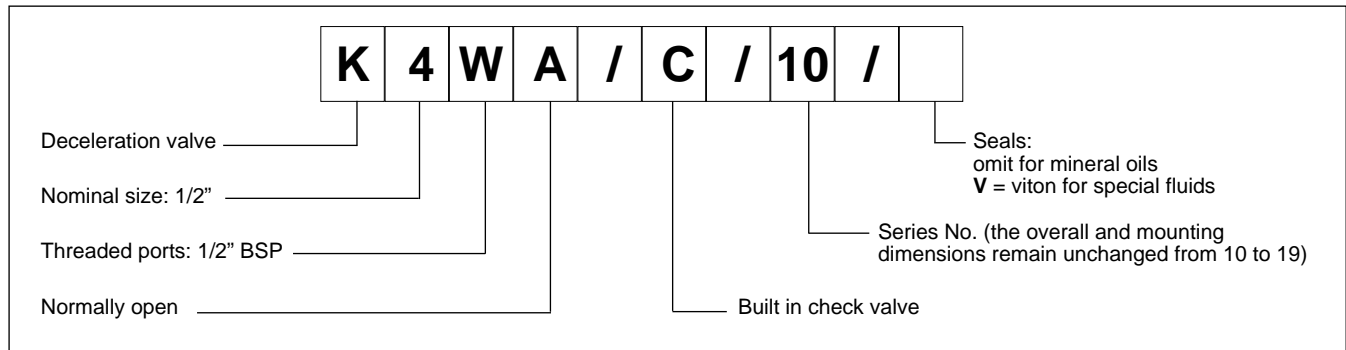 K 4 W A / C / 10 /
Deceleration valve
Nominal size: 1/2”
Threaded ports: 1/2” BSP
Normally open
Built in check valve
Series No. (the overall and mounting
dimensions remain unchanged from 10 to 19)
Seals:
omit for mineral oils
V = viton for special fluids